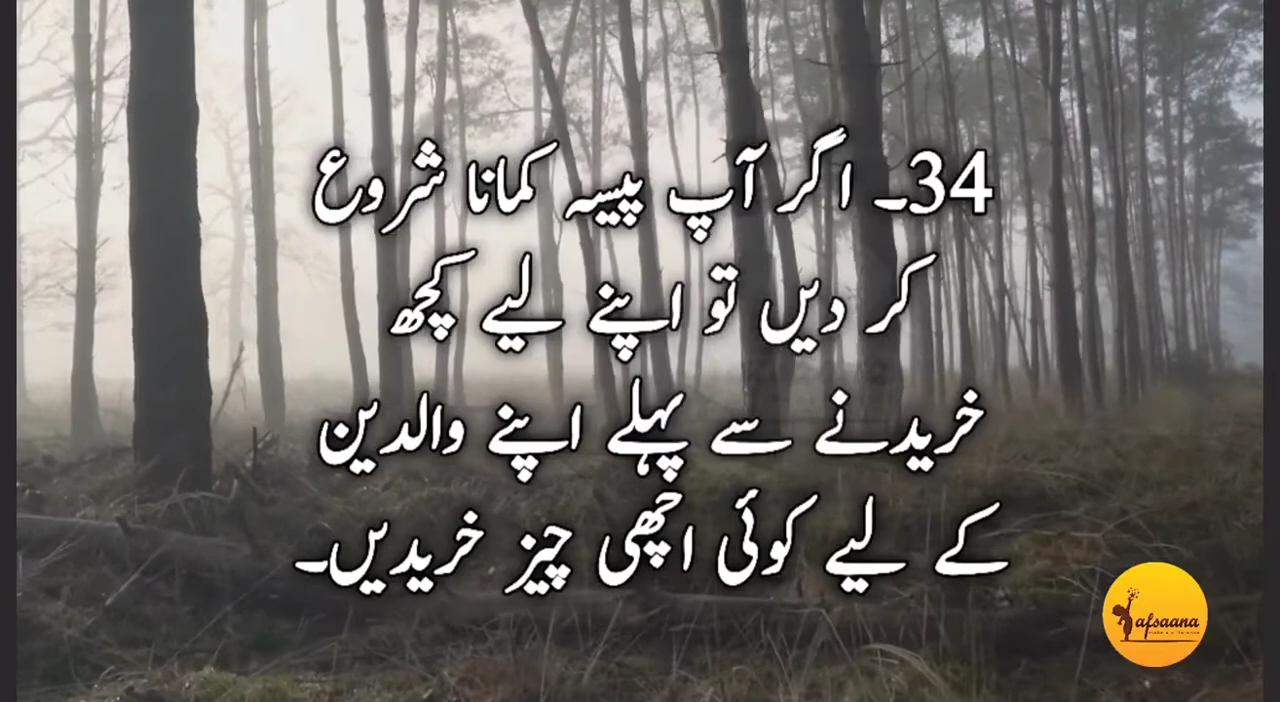 34۔ اگر آپ پیسہ کمانا شروع
کر دیں تو اپنے لیے کچھ
خریدنے سے پہلے اپنے والدین
کے لیے کوئی اچھی چیز خریدیں۔
afsaana